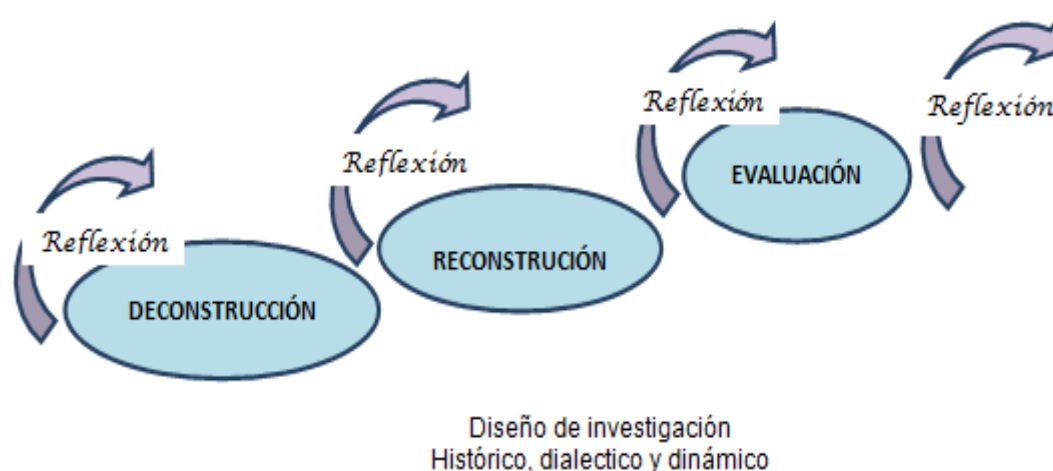 Reflexión
Reflexión
Reflexión
Reflexión
EVALUACIÓN
RECONSTRUCIÓN
DECONSTRUCCIÓN
Diseño de investigación
Histórico, dialectico y dinámico